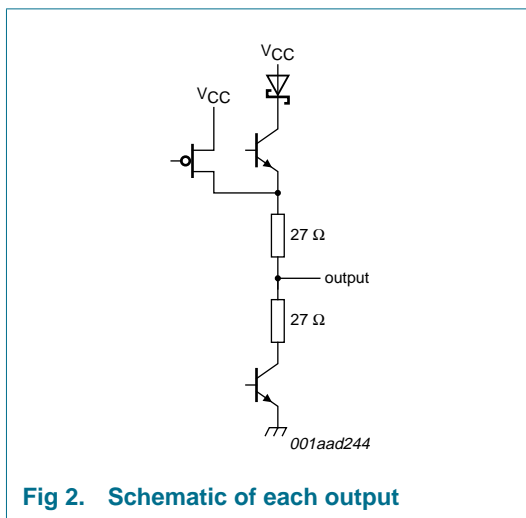 VCC
VCC
27 Ω
output
27 Ω
001aad244
Fig 2. Schematic of each output